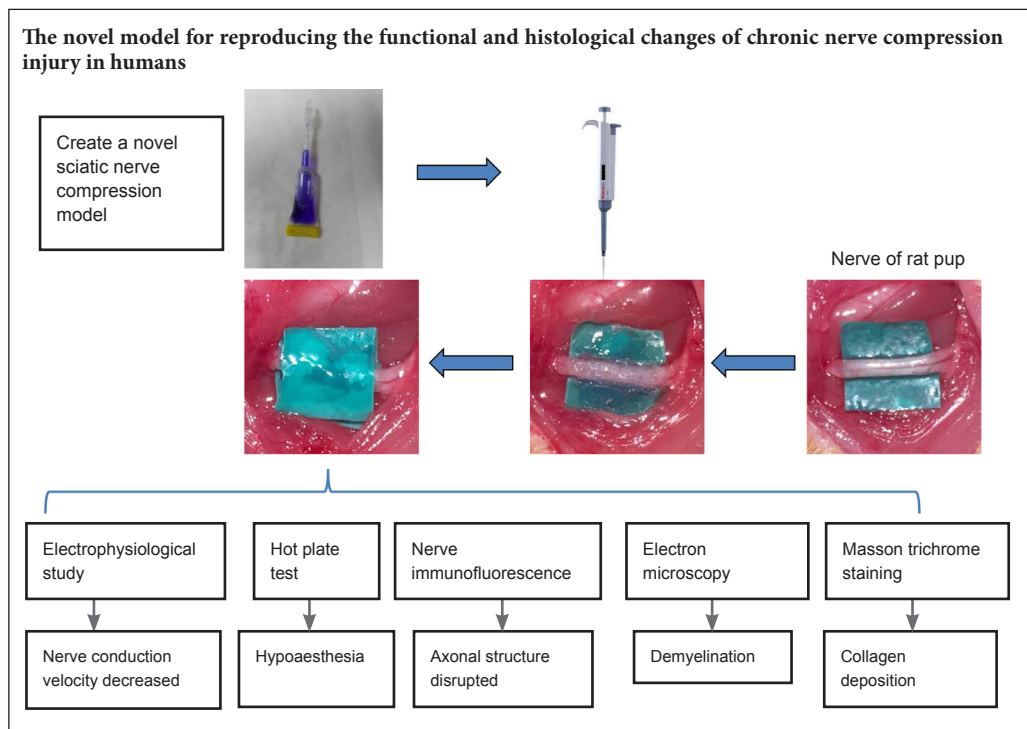 The novel model for reproducing the functional and histological changes of chronic nerve compression
injury in humans
Create a novel
sciatic nerve
compression
model
Nerve of rat pup
Electrophysiological
study
Hot plate
test
Nerve
immunofluorescence
Electron
microscopy
Masson trichrome
staining
Nerve conduction
velocity decreased
Hypoaesthesia
Axonal structure
disrupted
Demyelination
Collagen
deposition